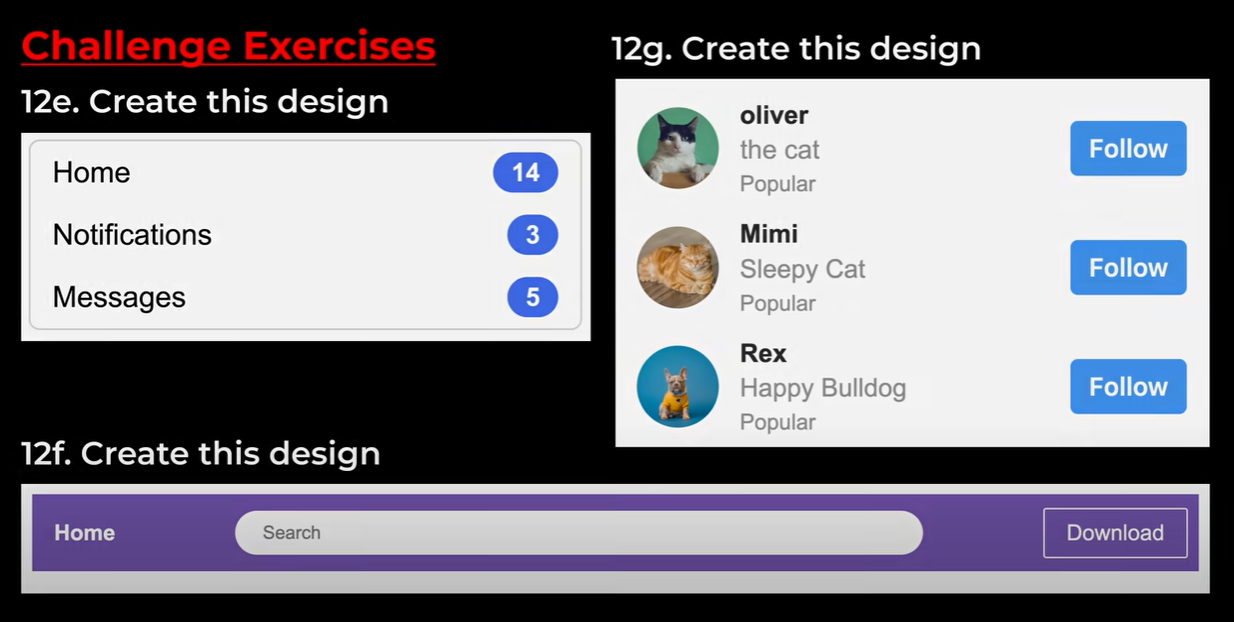 Challenge Exercises
12e. Create this design
Home 14
Notifications 3
Messages 5
12g. Create this design
oliver
the cat
Popular
Follow
Mimi
Sleepy Cat
Popular
Follow
Rex
Happy Bulldog
Popular
Follow
12f. Create this design
Home Search Download